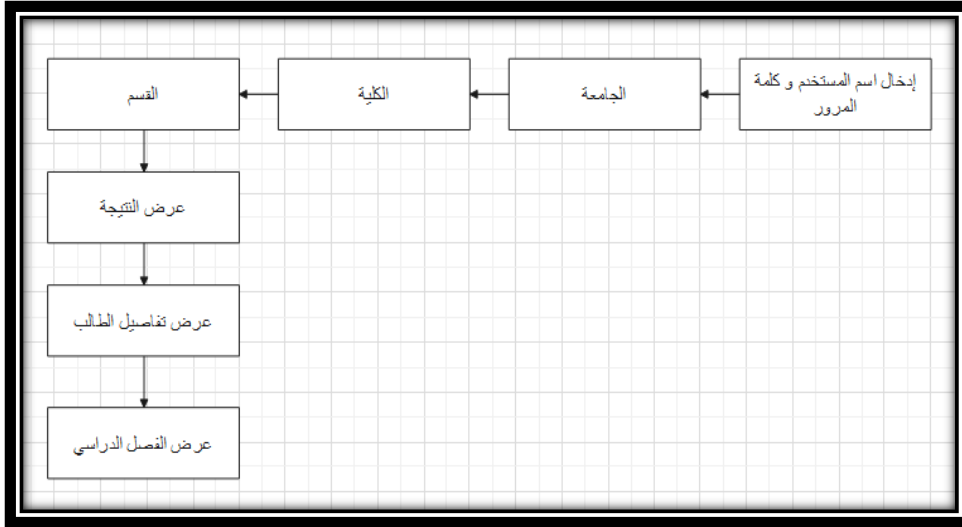 إدخال اسم المستخدم و كلمة
المرور
الجامعة
الكلية
القسم
عرض النتيجة
عرض تفاصيل الطالب
عرض الفصل الدراسي